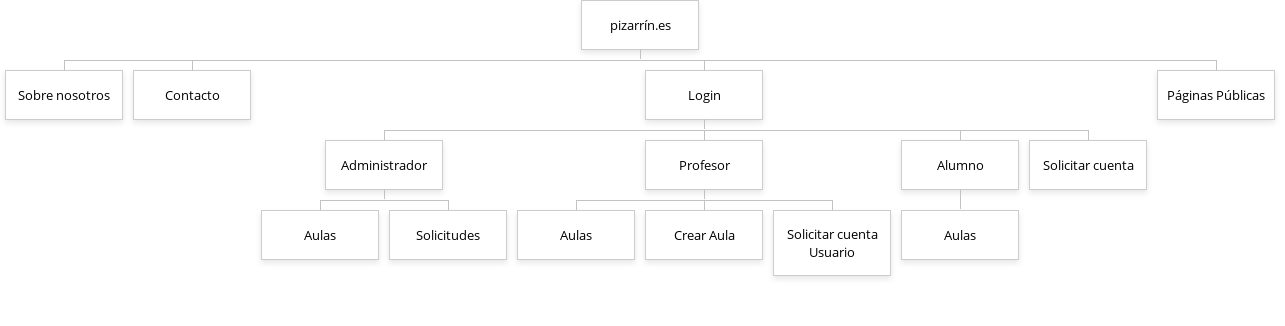 pizarrín.es
Sobre nosotros
Contacto
Login
Páginas Públicas
Administrador
Profesor
Alumno
Solicitar cuenta
Aulas
Solicitudes
Aulas
Crear Aula
Solicitar cuenta
Usuario
Aulas